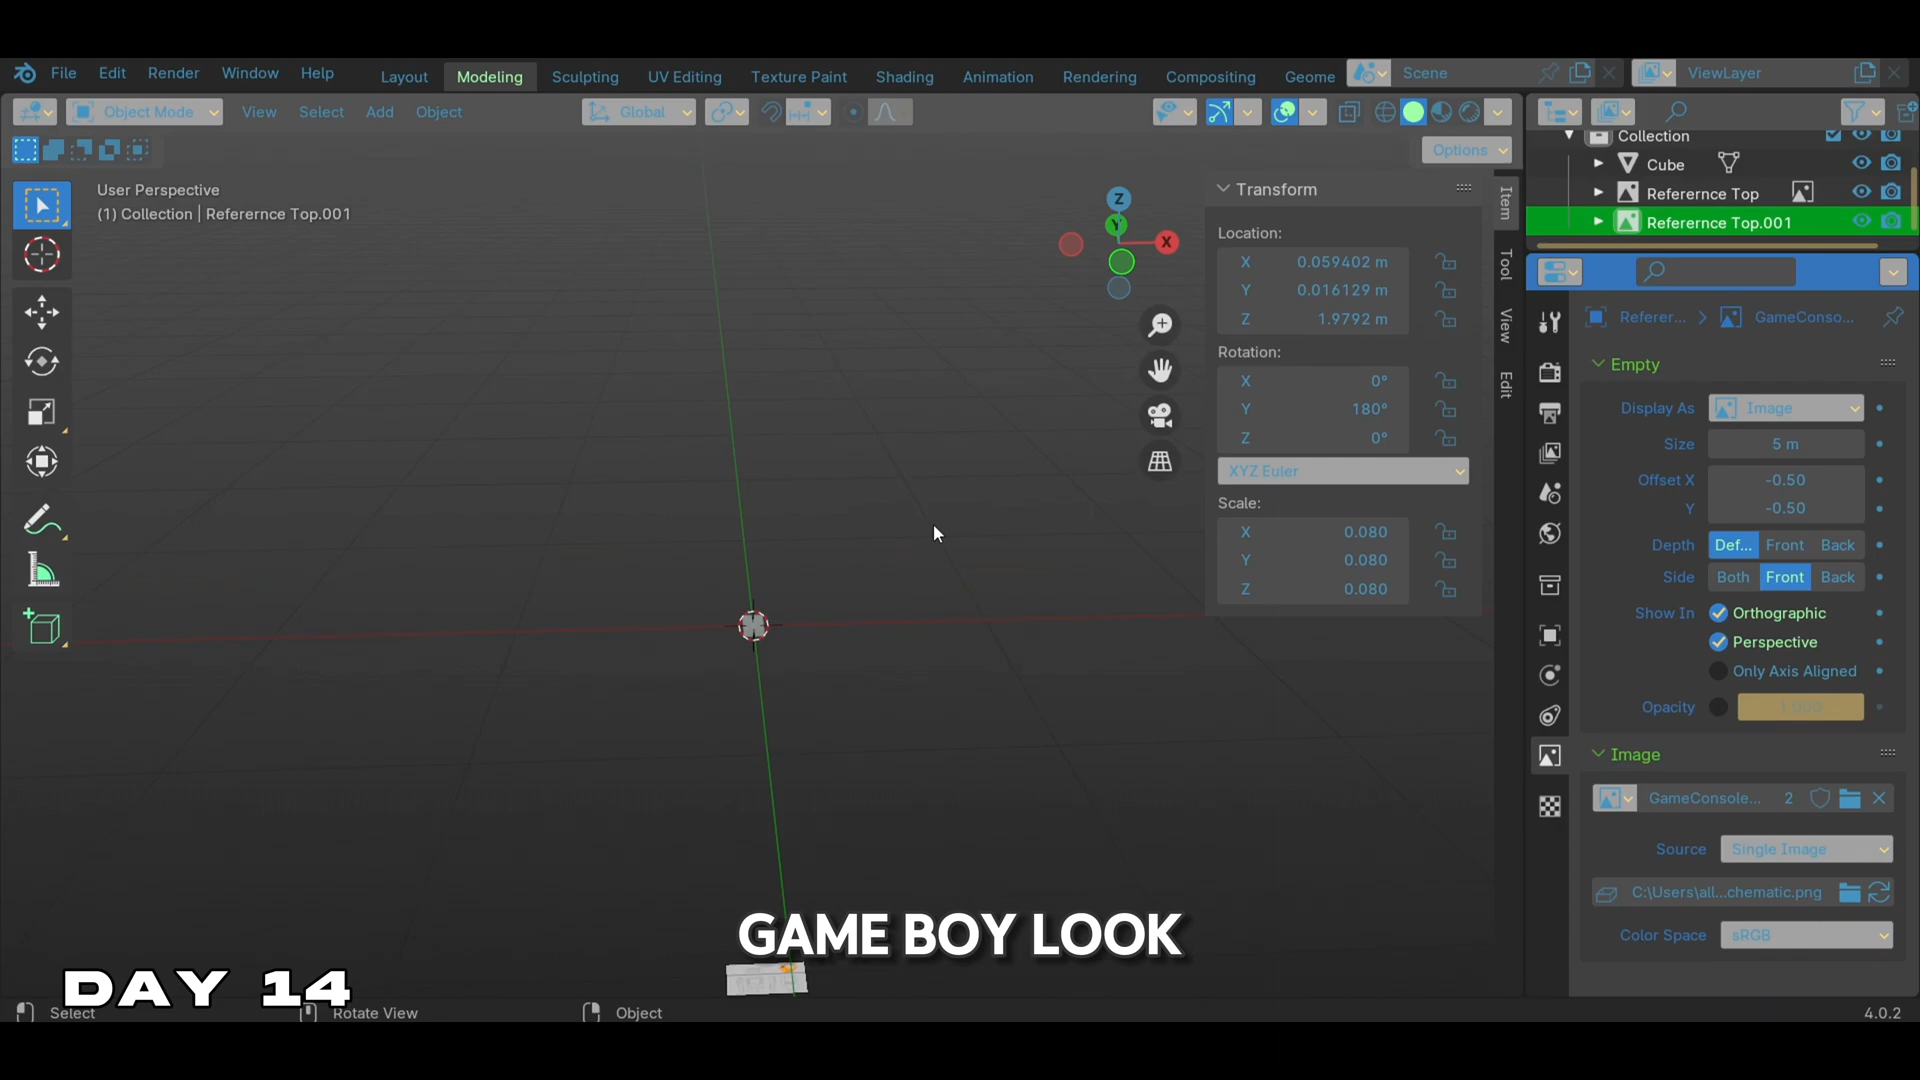 File Edit Render Window Help Layout Modeling Sculpting UV Editing Texture Paint Shading Animation Rendering Compositing Geome Scene ViewLayer
Object Mode View Select Add Object Global
Options
User Perspective
(1) Collection | Referernce Top.001
Z
Y
X
Transform
Location:
X 0.059402 m
Y 0.016129 m
Z 1.9792 m
Rotation:
X 0°
Y 180°
Z 0°
XYZ Euler
Scale:
X 0.080
Y 0.080
Z 0.080
Item
Tool
View
Edit
Collection
Cube
Referernce Top
Referernce Top.001
Referer... GameConso...
Empty
Display As Image
Size 5 m
Offset X -0.50
Y -0.50
Depth Def... Front Back
Side Both Front Back
Show In Orthographic
Perspective
Only Axis Aligned
Opacity 1.000
Image
GameConsole... 2
Source Single Image
C:\Users\all...chematic.png
Color Space sRGB
GAME BOY LOOK
DAY 14
Select Rotate View Object 4.0.2